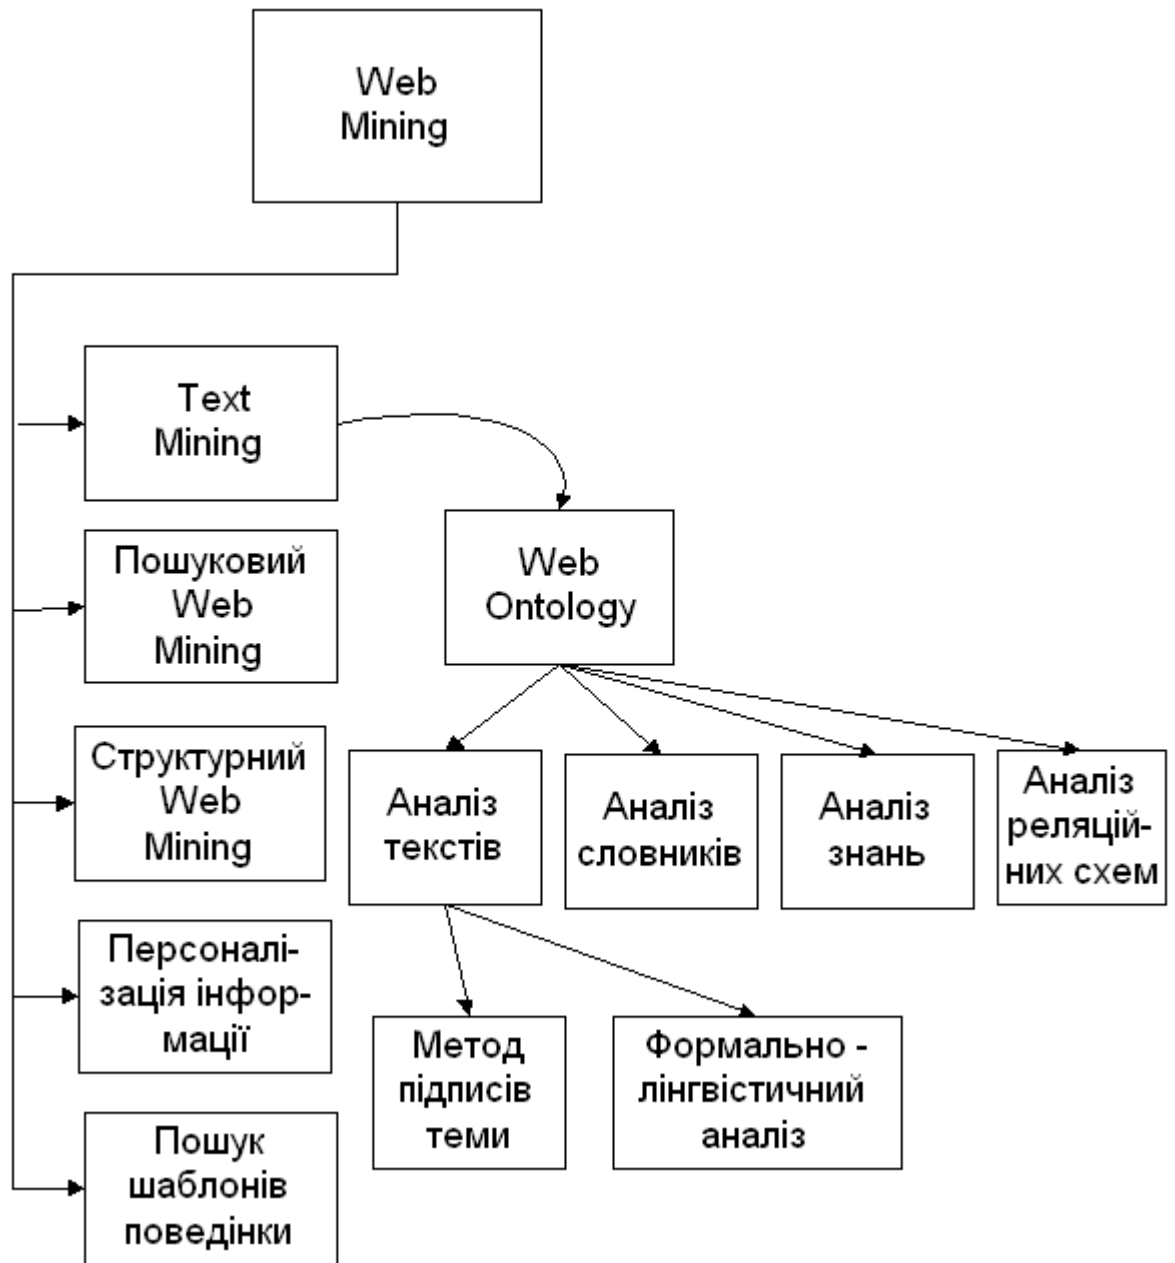 Web
Mining
Text
Mining
Пошуковий
Web
Mining
Web
Ontology
Структурний
Web
Mining
Аналіз
текстів
Аналіз
словників
Аналіз
знань
Аналіз
реляцій-
них схем
Персоналі-
зація інфор-
мації
Метод
підписів
теми
Формально -
лінгвістичний
аналіз
Пошук
шаблонів
поведінки